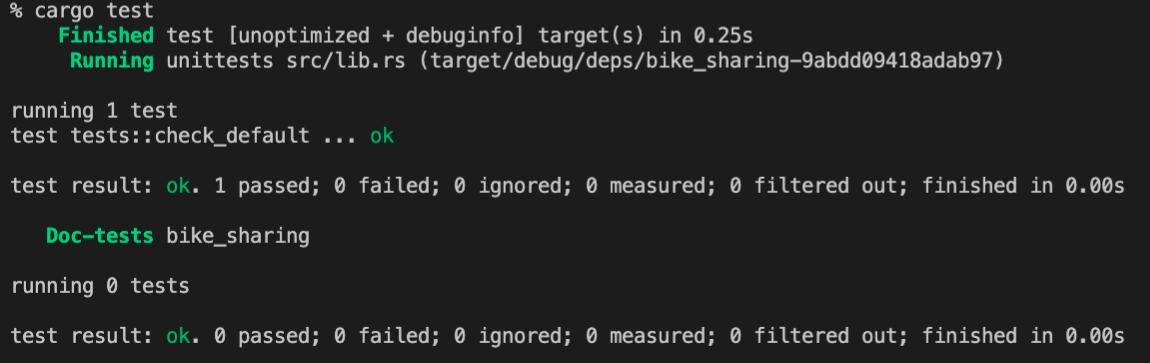 % cargo test
Finished test [unoptimized + debuginfo] target(s) in 0.25s
Running unittests src/lib.rs (target/debug/deps/bike_sharing-9abdd09418adab97)
running 1 test
test tests::check_default ... ok
test result: ok. 1 passed; 0 failed; 0 ignored; 0 measured; 0 filtered out; finished in 0.00s
Doc-tests bike_sharing
running 0 tests
test result: ok. 0 passed; 0 failed; 0 ignored; 0 measured; 0 filtered out; finished in 0.00s